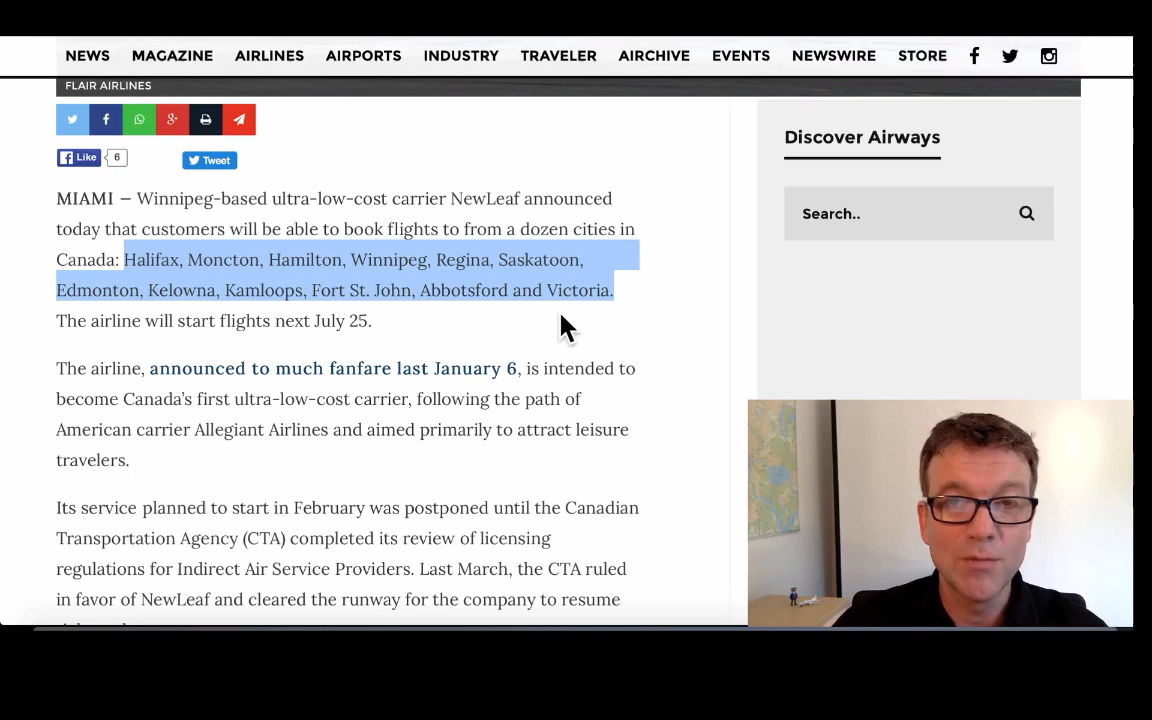 NEWS MAGAZINE AIRLINES AIRPORTS INDUSTRY TRAVELER AIRCHIVE EVENTS NEWSWIRE STORE
FLAIR AIRLINES
Like 6 Tweet
MIAMI — Winnipeg-based ultra-low-cost carrier NewLeaf announced
today that customers will be able to book flights to from a dozen cities in
Canada: Halifax, Moncton, Hamilton, Winnipeg, Regina, Saskatoon,
Edmonton, Kelowna, Kamloops, Fort St. John, Abbotsford and Victoria.
The airline will start flights next July 25.
The airline, announced to much fanfare last January 6, is intended to
become Canada's first ultra-low-cost carrier, following the path of
American carrier Allegiant Airlines and aimed primarily to attract leisure
travelers.
Its service planned to start in February was postponed until the Canadian
Transportation Agency (CTA) completed its review of licensing
regulations for Indirect Air Service Providers. Last March, the CTA ruled
in favor of NewLeaf and cleared the runway for the company to resume
Discover Airways
Search..